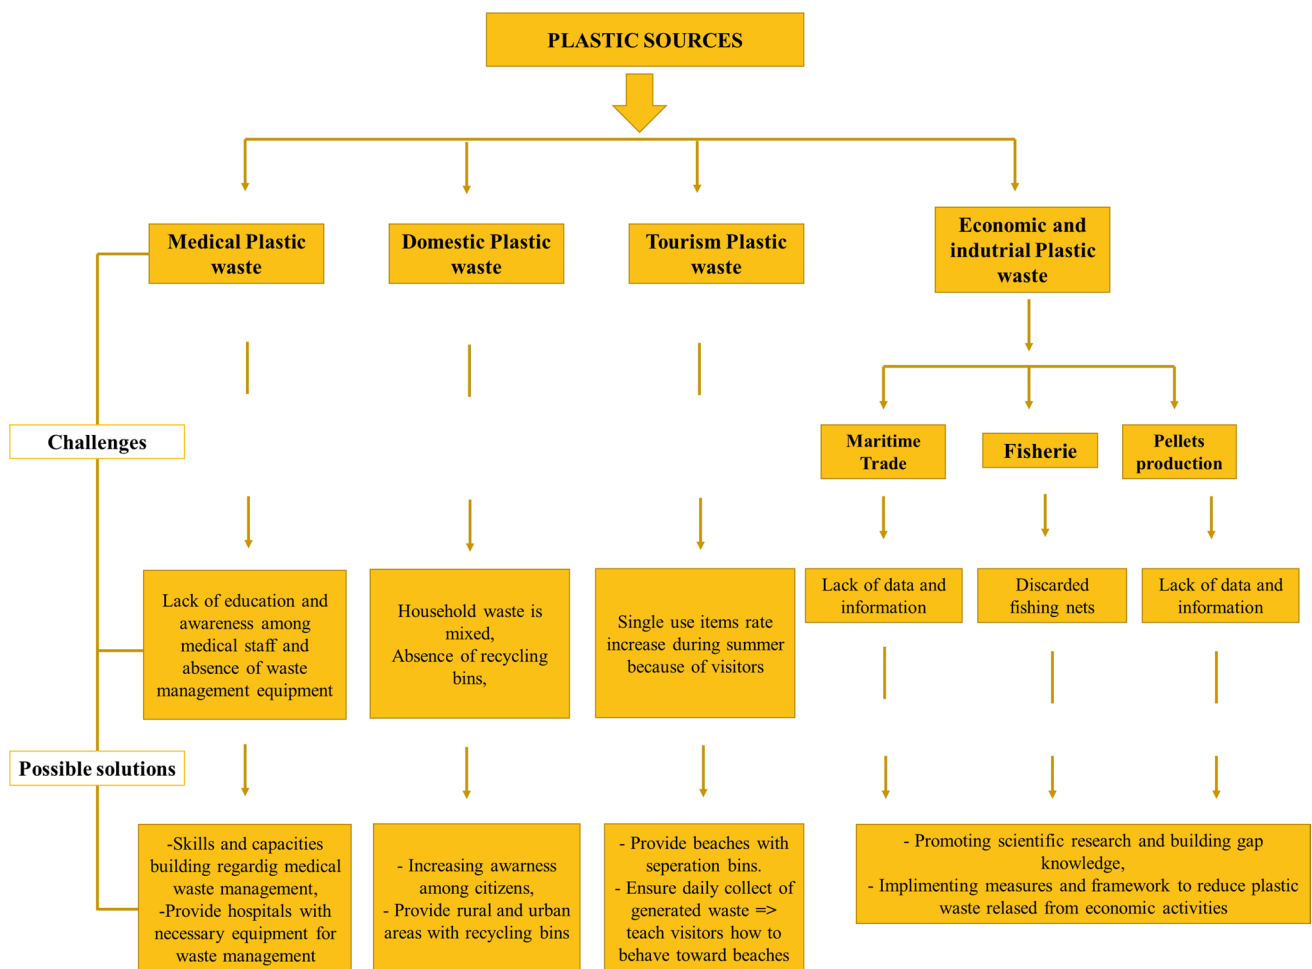 PLASTIC SOURCES
Medical Plastic
waste
Domestic Plastic
waste
Tourism Plastic
waste
Economic and
indutrial Plastic
waste
Challenges
Maritime
Trade
Fisherie
Pellets
production
Lack of education and
awareness among
medical staff and
absence of waste
management equipment
Household waste is
mixed,
Absence of recycling
bins,
Single use items rate
increase during summer
because of visitors
Lack of data and
information
Discarded
fishing nets
Lack of data and
information
Possible solutions
-Skills and capacities
building regardig medical
waste management,
-Provide hospitals with
necessary equipment for
waste management
- Increasing awarness
among citizens,
- Provide rural and urban
areas with recycling bins
- Provide beaches with
seperation bins.
- Ensure daily collect of
generated waste =>
teach visitors how to
behave toward beaches
- Promoting scientific research and building gap
knowledge,
- Implimenting measures and framework to reduce plastic
waste relased from economic activities